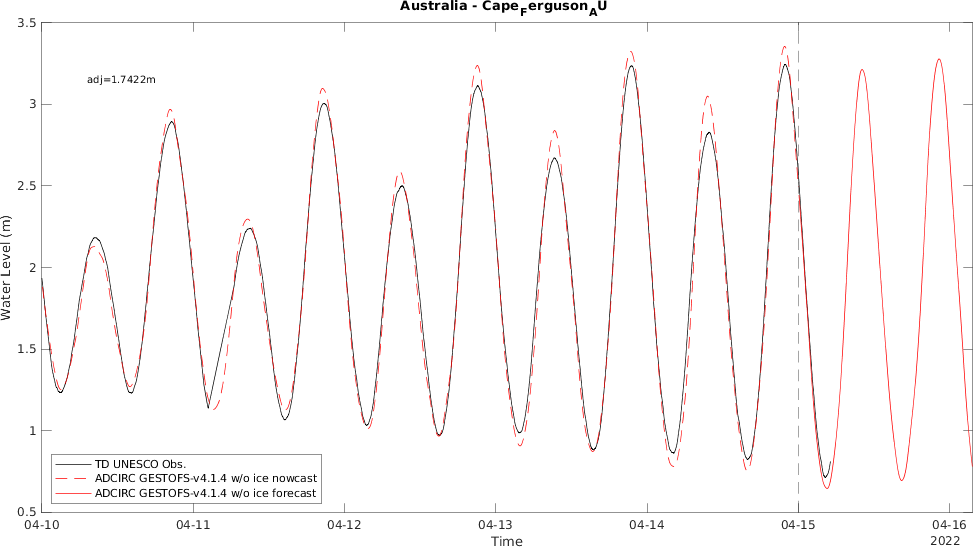 Australia - Cape_Ferguson_AU
3.5
3
2.5
2
1.5
1
0.5
Water Level (m)
adj=1.7422m
TD UNESCO Obs.
ADCIRC GESTOFS-v4.1.4 w/o ice nowcast
ADCIRC GESTOFS-v4.1.4 w/o ice forecast
04-10 04-11 04-12 04-13 04-14 04-15 04-16
Time 2022